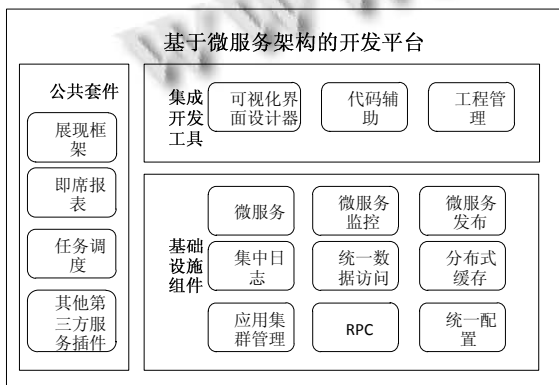 基于微服务架构的开发平台
公共套件
展现框
架
即席报
表
任务调
度
其他第
三方服
务插件
集成
开发
工具
可视化界
面设计器
代码辅
助
工程管
理
基础
设施
组件
微服务
微服务
监控
微服务
发布
集中日
志
统一数
据访问
分布式
缓存
应用集
群管理
RPC
统一配
置